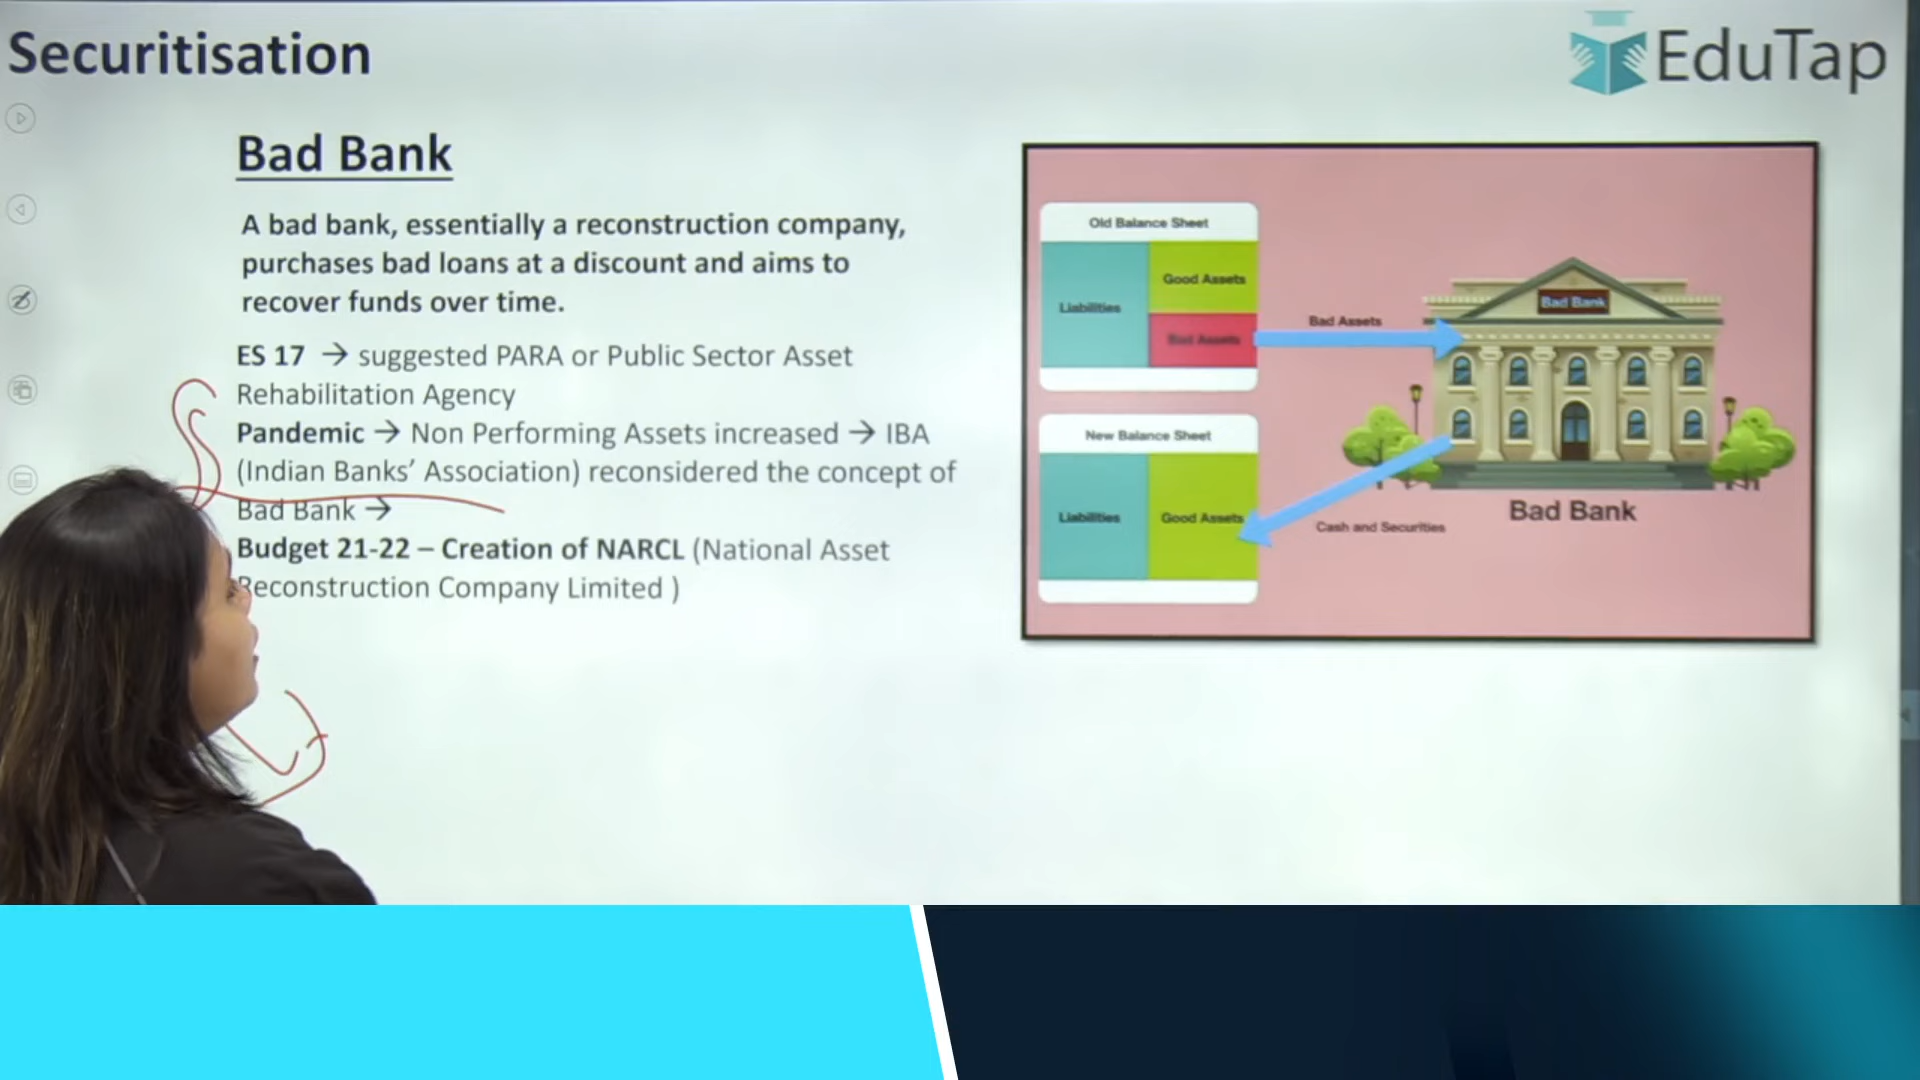 Securitisation
EduTap
Bad Bank
A bad bank, essentially a reconstruction company,
purchases bad loans at a discount and aims to
recover funds over time.
ES 17 → suggested PARA or Public Sector Asset
Rehabilitation Agency
Pandemic → Non Performing Assets increased → IBA
(Indian Banks’ Association) reconsidered the concept of
Bad Bank →
Budget 21-22 – Creation of NARCL (National Asset
Reconstruction Company Limited )
Old Balance Sheet
Liabilities
Good Assets
Bad Assets
Bad Assets
Bad Bank
New Balance Sheet
Liabilities
Good Assets
Cash and Securities
Bad Bank